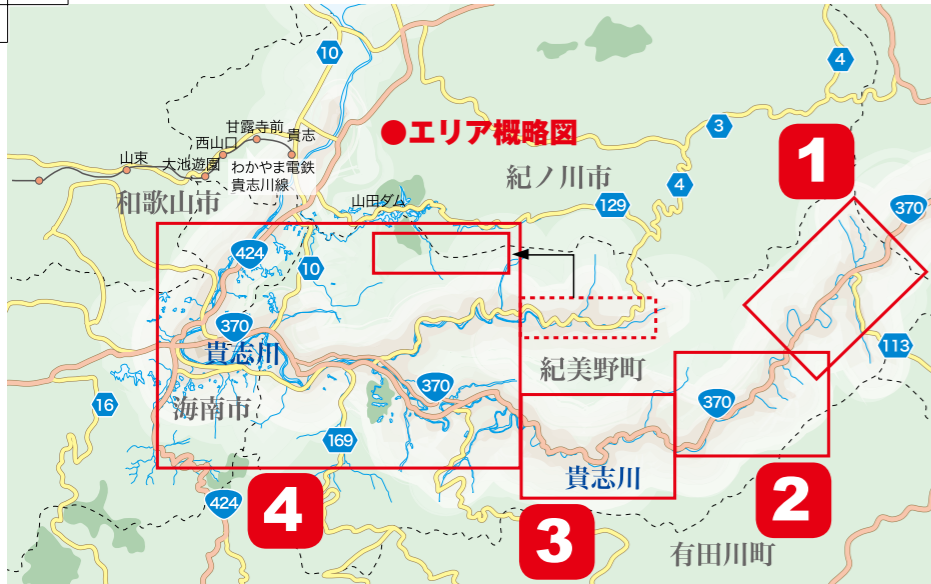 10
4
●エリア概略図
3
甘露寺前
貴志
西山口
山東
大池遊園
わかやま電鉄
貴志川線
1
紀ノ川市
4
和歌山市
山田ダム
129
370
424
10
370
貴志川
紀美野町
113
370
370
16
海南市
169
貴志川
424
4
3
2
有田川町